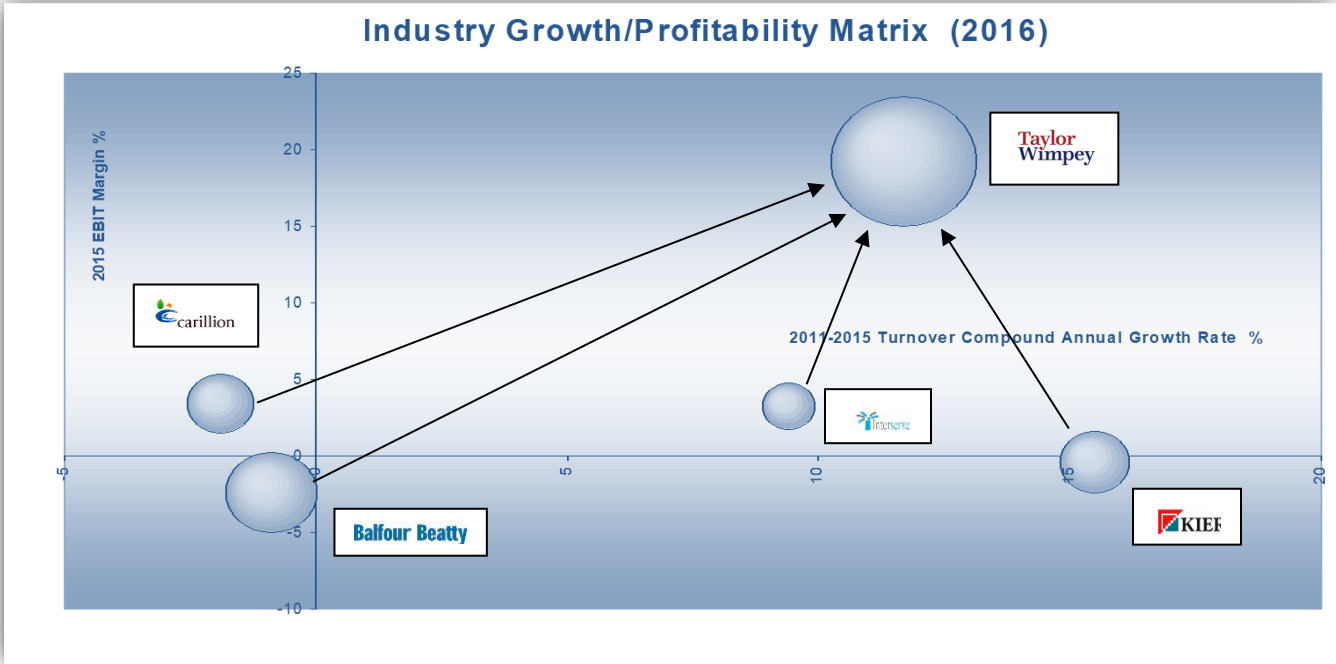 Industry Growth/Profitability Matrix (2016)
25
20
15
10
5
0
-5
-10
2015 EBIT Margin %
Taylor
Wimpey
carillion
2011-2015 Turnover Compound Annual Growth Rate %
Interserve
-5
0
5
10
15
20
Balfour Beatty
KIER